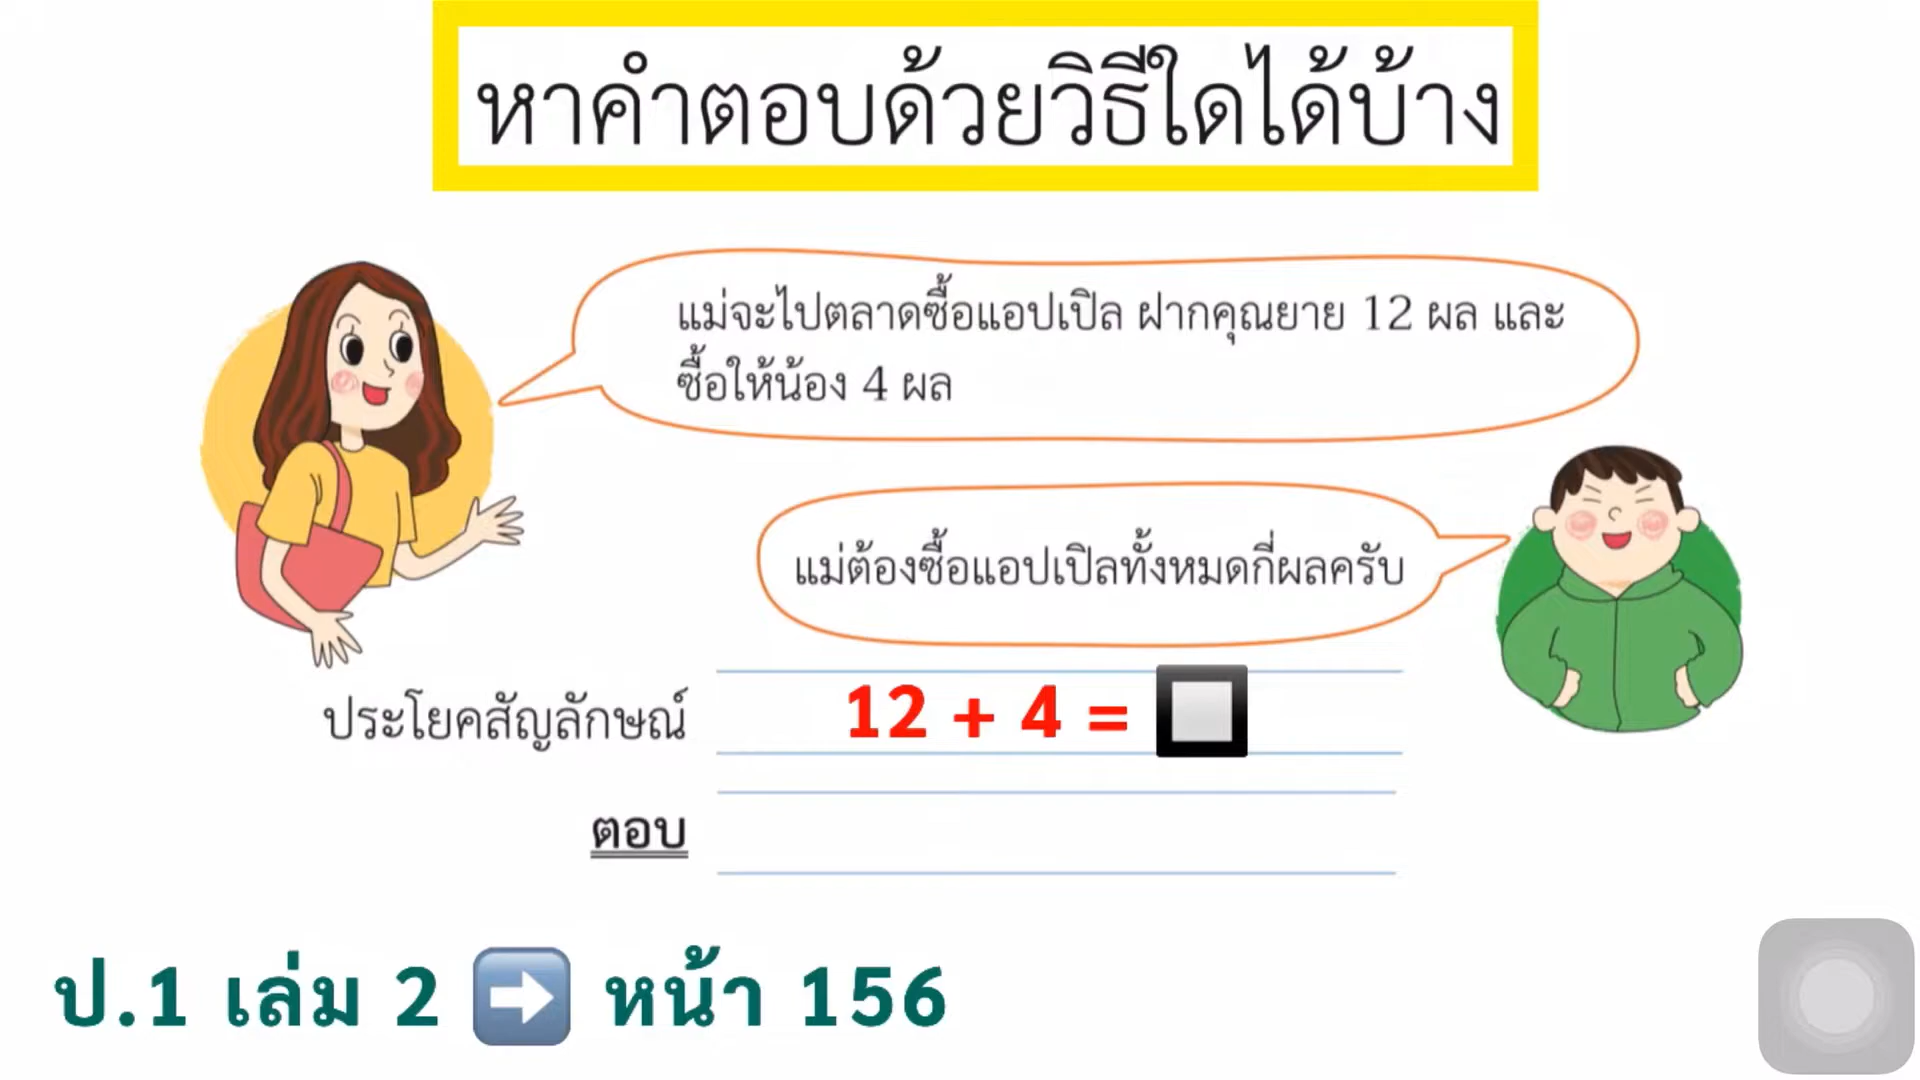 หาคำตอบด้วยวิธีใดได้บ้าง
แม่จะไปตลาดซื้อแอปเปิล ฝากคุณยาย 12 ผล และ
ซื้อให้น้อง 4 ผล
แม่ต้องซื้อแอปเปิลทั้งหมดกี่ผลครับ
ประโยคสัญลักษณ์ 12 + 4 = 🔲
ตอบ
ป.1 เล่ม 2 ➡️ หน้า 156